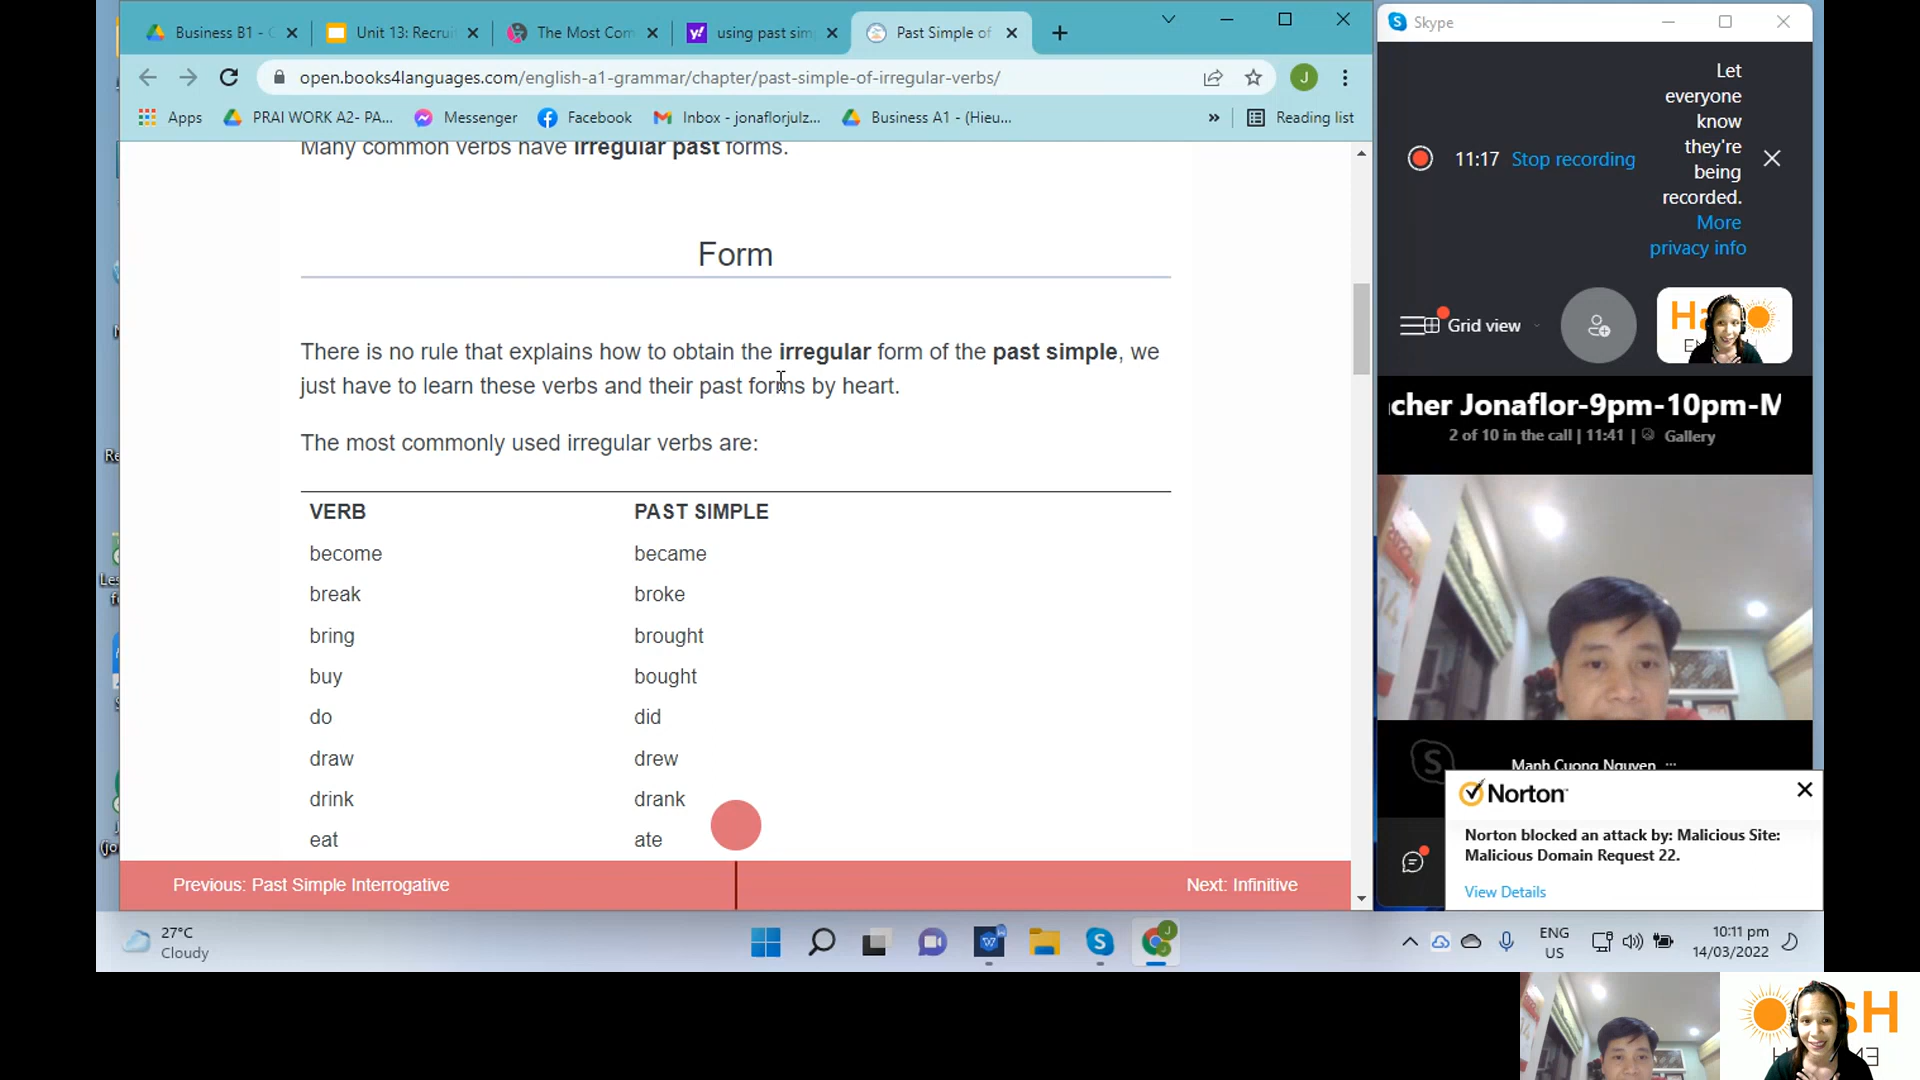 Business B1 - C
Unit 13: Recrui
The Most Com
using past sim
Past Simple of
Skype
open.books4languages.com/english-a1-grammar/chapter/past-simple-of-irregular-verbs/
J
Apps
PRAI WORK A2- PA...
Messenger
Facebook
Inbox - jonaflorjulz...
Business A1 - (Hieu...
»
Reading list
Many common verbs have irregular past forms.
Form
There is no rule that explains how to obtain the irregular form of the past simple, we
just have to learn these verbs and their past forms by heart.
The most commonly used irregular verbs are:
VERB PAST SIMPLE
become became
break broke
bring brought
buy bought
do did
draw drew
drink drank
eat ate
Previous: Past Simple Interrogative
Next: Infinitive
11:17 Stop recording
Let
everyone
know
they're
being
recorded.
More
privacy info
Grid view
cher Jonaflor-9pm-10pm-M
2 of 10 in the call | 11:41 | Gallery
Manh Cuong Nguyen ...
Norton
Norton blocked an attack by: Malicious Site:
Malicious Domain Request 22.
View Details
27°C
Cloudy
ENG
US
10:11 pm
14/03/2022